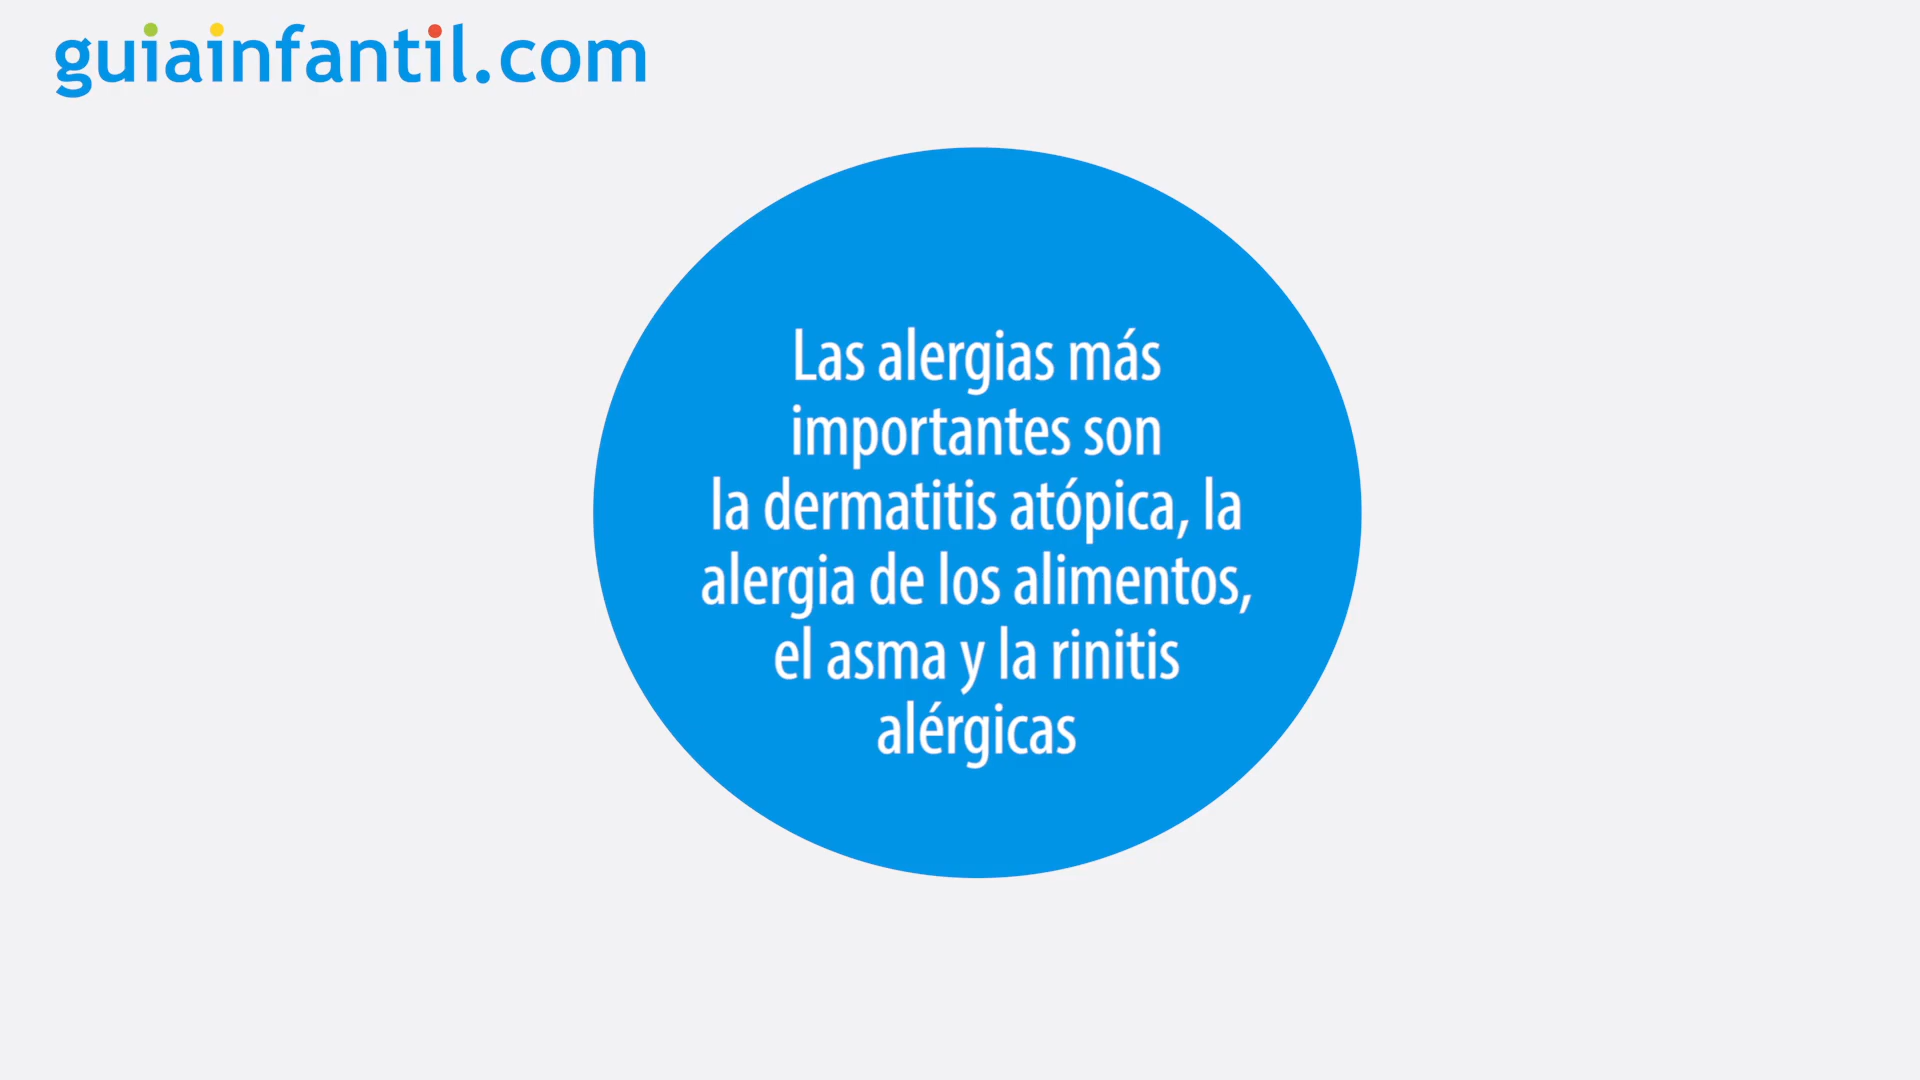 guiainfantil.com
Las alergias más
importantes son
la dermatitis atópica, la
alergia de los alimentos,
el asma y la rinitis
alérgicas